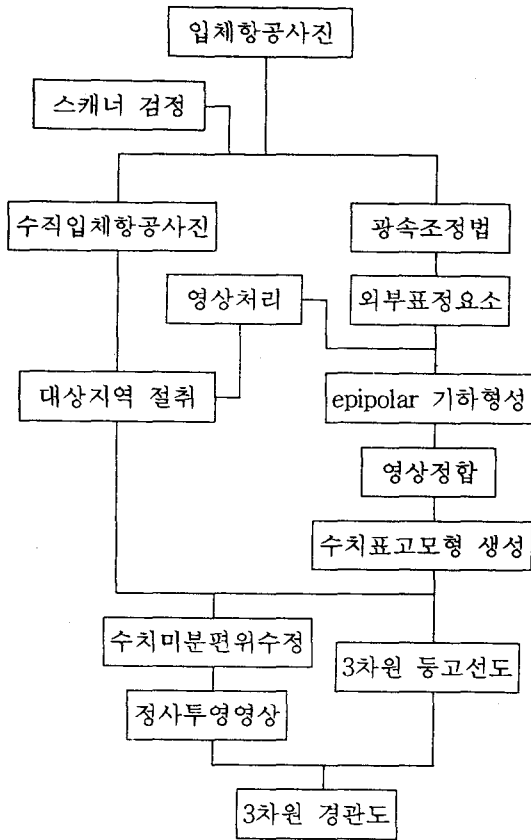 입체항공사진
스캐너 검정
수직입체항공사진
광속조정법
영상처리
외부표정요소
대상지역 절취
epipolar 기하형성
영상정합
수치표고모형 생성
수치미분편위수정
3차원 등고선도
정사투영영상
3차원 경관도